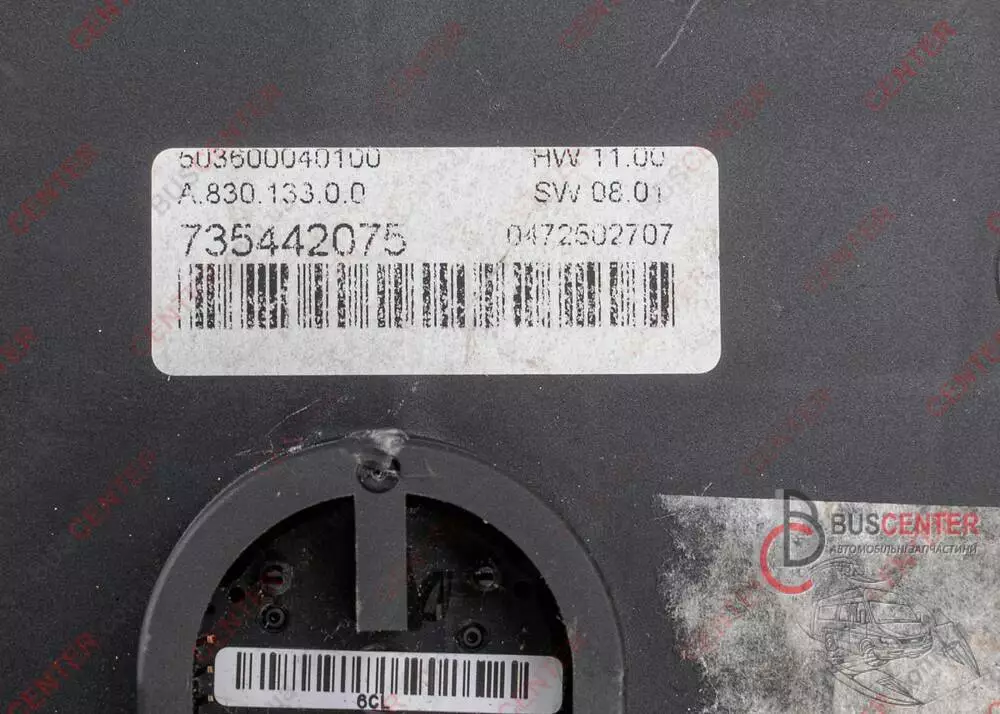 503600040100 HW 11.00
A.830.133.0.0 SW 08.01
735442075 0472502707
6CL
BUSCENTER
АВТОМОБІЛЬНІ ЗАПЧАСТИНИ